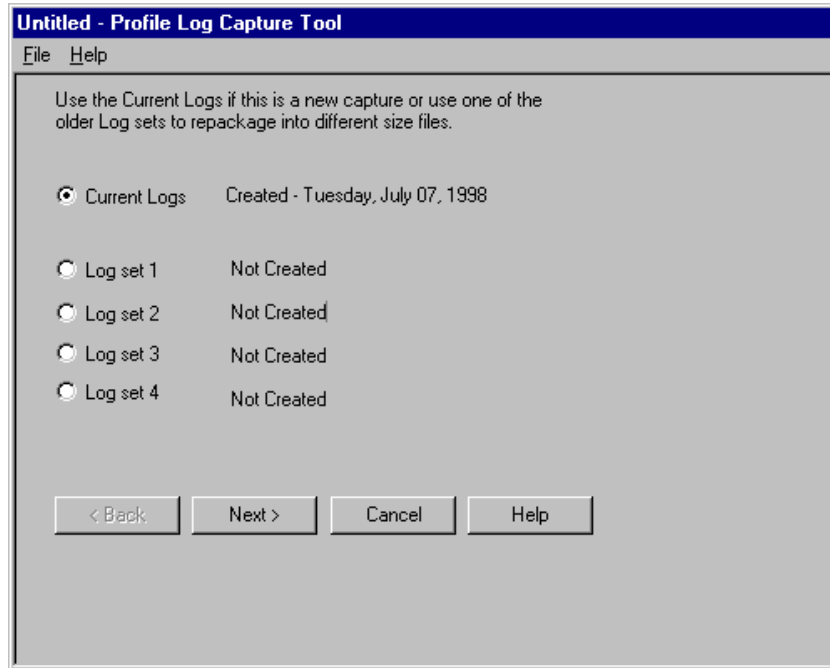 Untitled - Profile Log Capture Tool
File Help
Use the Current Logs if this is a new capture or use one of the
older Log sets to repackage into different size files.
Current Logs Created - Tuesday, July 07, 1998
Log set 1 Not Created
Log set 2 Not Created
Log set 3 Not Created
Log set 4 Not Created
< Back Next > Cancel Help